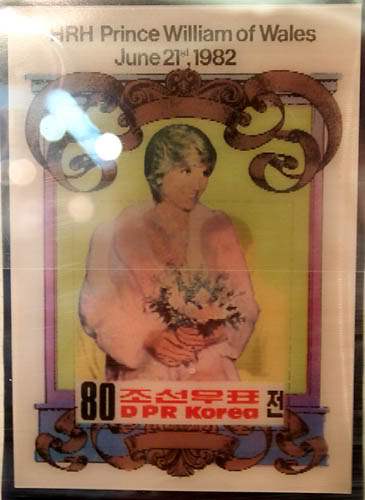 HRH Prince William of Wales
June 21st, 1982
80 조선우표 전
DPR Korea